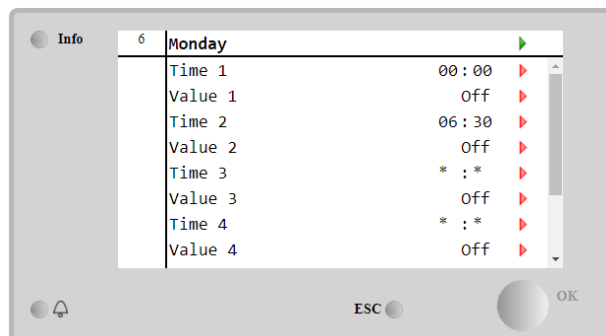 Info
6 Monday
Time 1 00:00
Value 1 Off
Time 2 06:30
Value 2 Off
Time 3 * :*
Value 3 Off
Time 4 * :*
Value 4 Off
ESC
OK